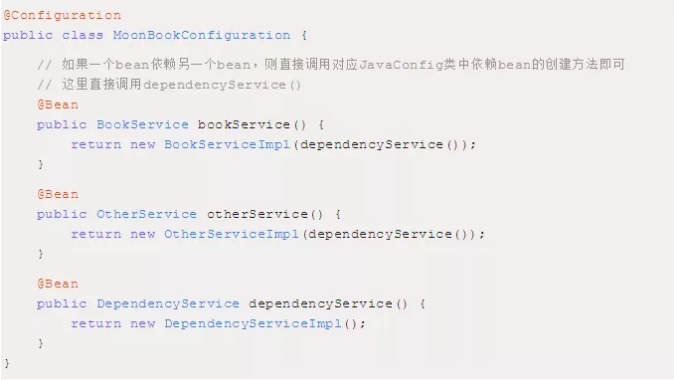 @Configuration
public class MoonBookConfiguration {
// 如果一个bean依赖另一个bean，则直接调用对应JavaConfig类中依赖bean的创建方法即可
// 这里直接调用dependencyService()
@Bean
public BookService bookService() {
return new BookServiceImpl(dependencyService());
}
@Bean
public OtherService otherService() {
return new OtherServiceImpl(dependencyService());
}
@Bean
public DependencyService dependencyService() {
return new DependencyServiceImpl();
}
}